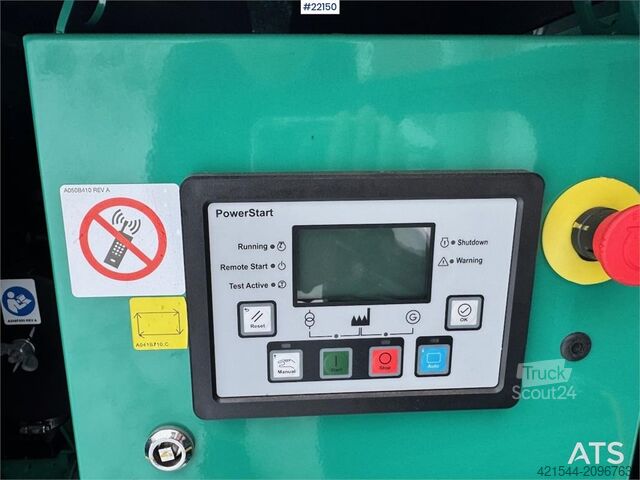 #22150
A050B410 REV A
PowerStart
Running
Remote Start
Test Active
Shutdown
Warning
Reset
OK
G
Manual
Start
Stop
Auto
Truck
Scout24
ATS
421544-2096763